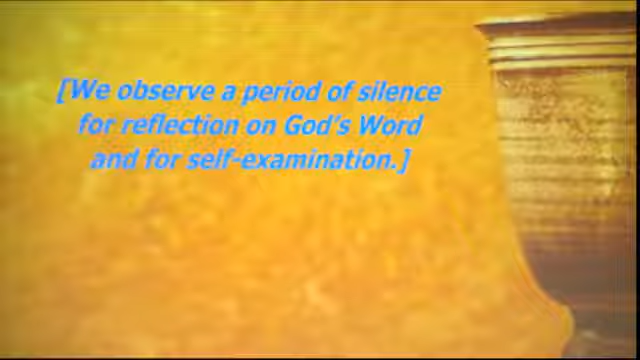 [We observe a period of silence
for reflection on God's Word
and for self-examination.]